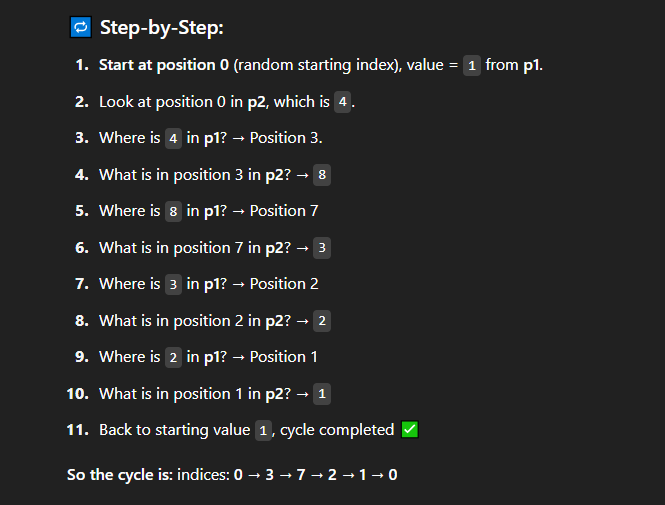 🔁 Step-by-Step:
1. Start at position 0 (random starting index), value = 1 from p1.
2. Look at position 0 in p2, which is 4.
3. Where is 4 in p1? → Position 3.
4. What is in position 3 in p2? → 8
5. Where is 8 in p1? → Position 7
6. What is in position 7 in p2? → 3
7. Where is 3 in p1? → Position 2
8. What is in position 2 in p2? → 2
9. Where is 2 in p1? → Position 1
10. What is in position 1 in p2? → 1
11. Back to starting value 1, cycle completed ✅
So the cycle is: indices: 0 → 3 → 7 → 2 → 1 → 0